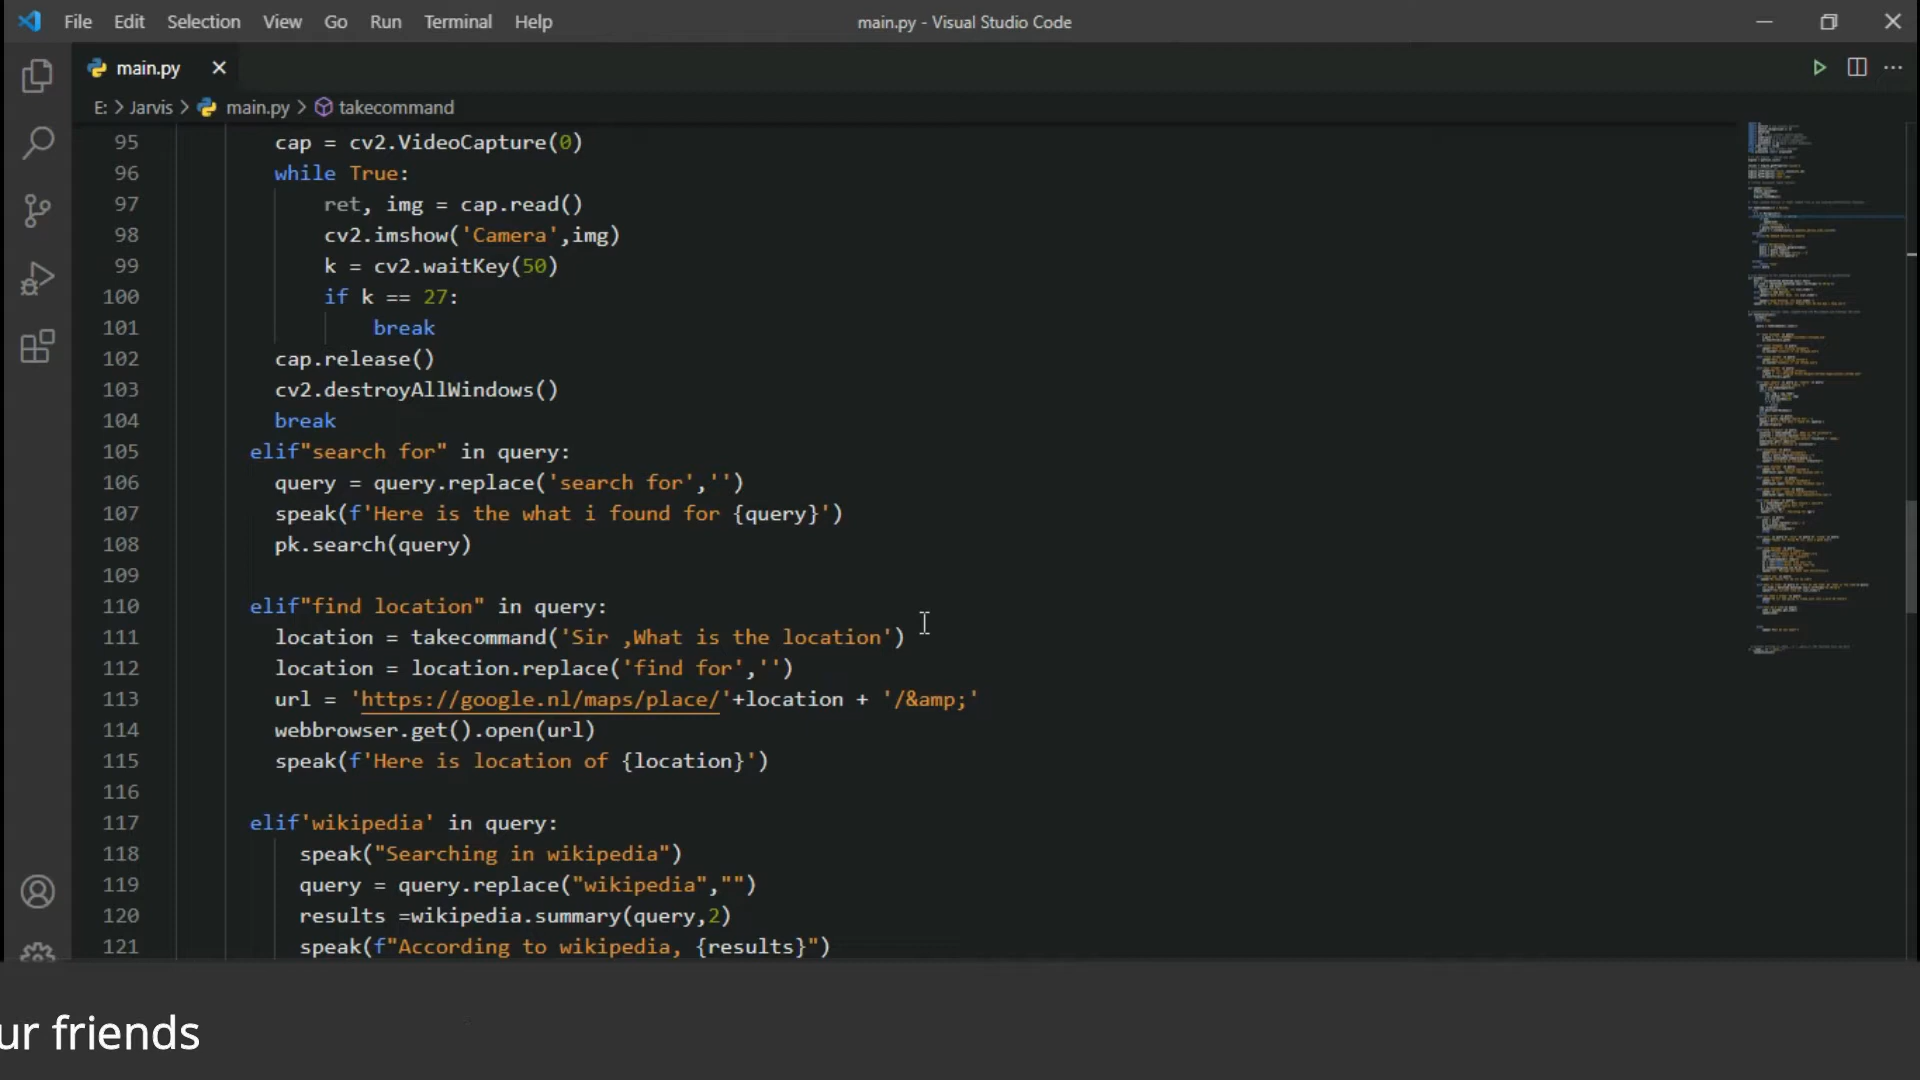 File Edit Selection View Go Run Terminal Help main.py - Visual Studio Code
main.py
E: > Jarvis > main.py > takecommand
95 cap = cv2.VideoCapture(0)
96 while True:
97 ret, img = cap.read()
98 cv2.imshow('Camera',img)
99 k = cv2.waitKey(50)
100 if k == 27:
101 break
102 cap.release()
103 cv2.destroyAllWindows()
104 break
105 elif"search for" in query:
106 query = query.replace('search for','')
107 speak(f'Here is the what i found for {query}')
108 pk.search(query)
109
110 elif"find location" in query:
111 location = takecommand('Sir ,What is the location')
112 location = location.replace('find for','')
113 url = 'https://google.nl/maps/place/'+location + '/&amp;'
114 webbrowser.get().open(url)
115 speak(f'Here is location of {location}')
116
117 elif'wikipedia' in query:
118 speak("Searching in wikipedia")
119 query = query.replace("wikipedia","")
120 results =wikipedia.summary(query,2)
121 speak(f"According to wikipedia, {results}")
ur friends